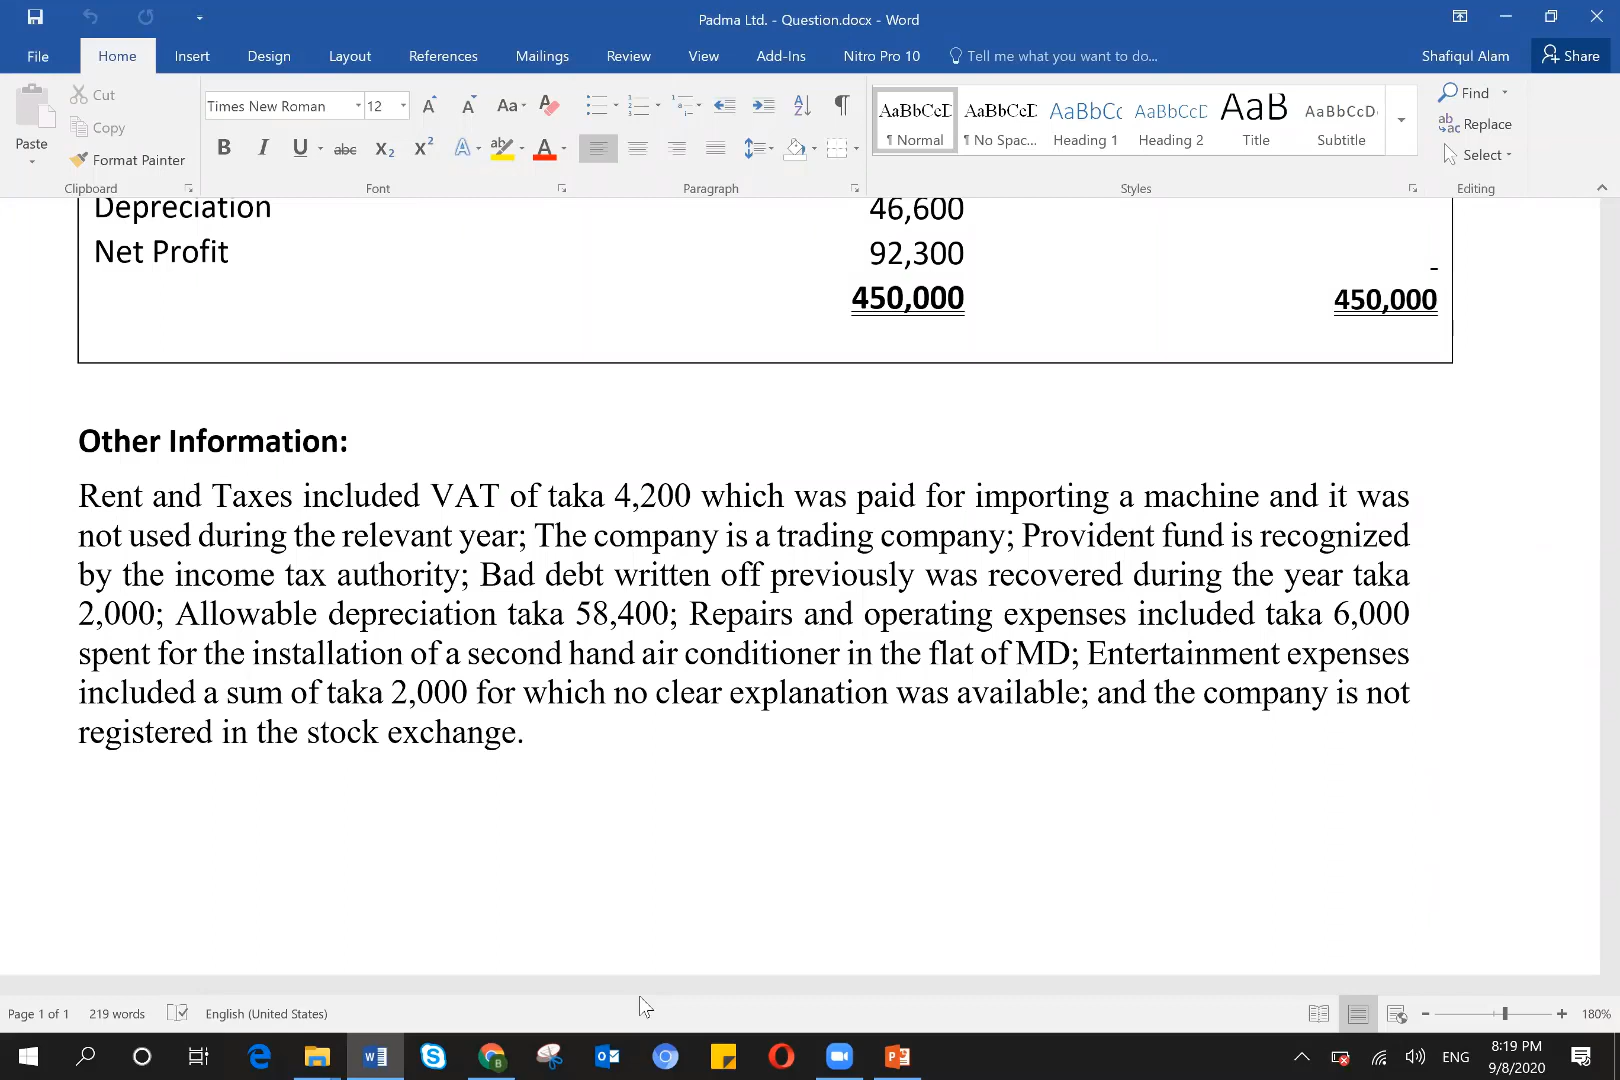 Padma Ltd. - Question.docx - Word
File Home Insert Design Layout References Mailings Review View Add-Ins Nitro Pro 10 Tell me what you want to do... Shafiqul Alam Share
Paste
Cut
Copy
Format Painter
Clipboard
Times New Roman 12
Font
Paragraph
AaBbCcD AaBbCcD AaBbCc AaBbCcD AaB AaBbCcD
¶ Normal ¶ No Spac... Heading 1 Heading 2 Title Subtitle
Styles
Find
Replace
Select
Editing
Depreciation 46,600
Net Profit 92,300 -
450,000 450,000
Other Information:
Rent and Taxes included VAT of taka 4,200 which was paid for importing a machine and it was
not used during the relevant year; The company is a trading company; Provident fund is recognized
by the income tax authority; Bad debt written off previously was recovered during the year taka
2,000; Allowable depreciation taka 58,400; Repairs and operating expenses included taka 6,000
spent for the installation of a second hand air conditioner in the flat of MD; Entertainment expenses
included a sum of taka 2,000 for which no clear explanation was available; and the company is not
registered in the stock exchange.
Page 1 of 1 219 words English (United States) 180%
ENG
8:19 PM
9/8/2020